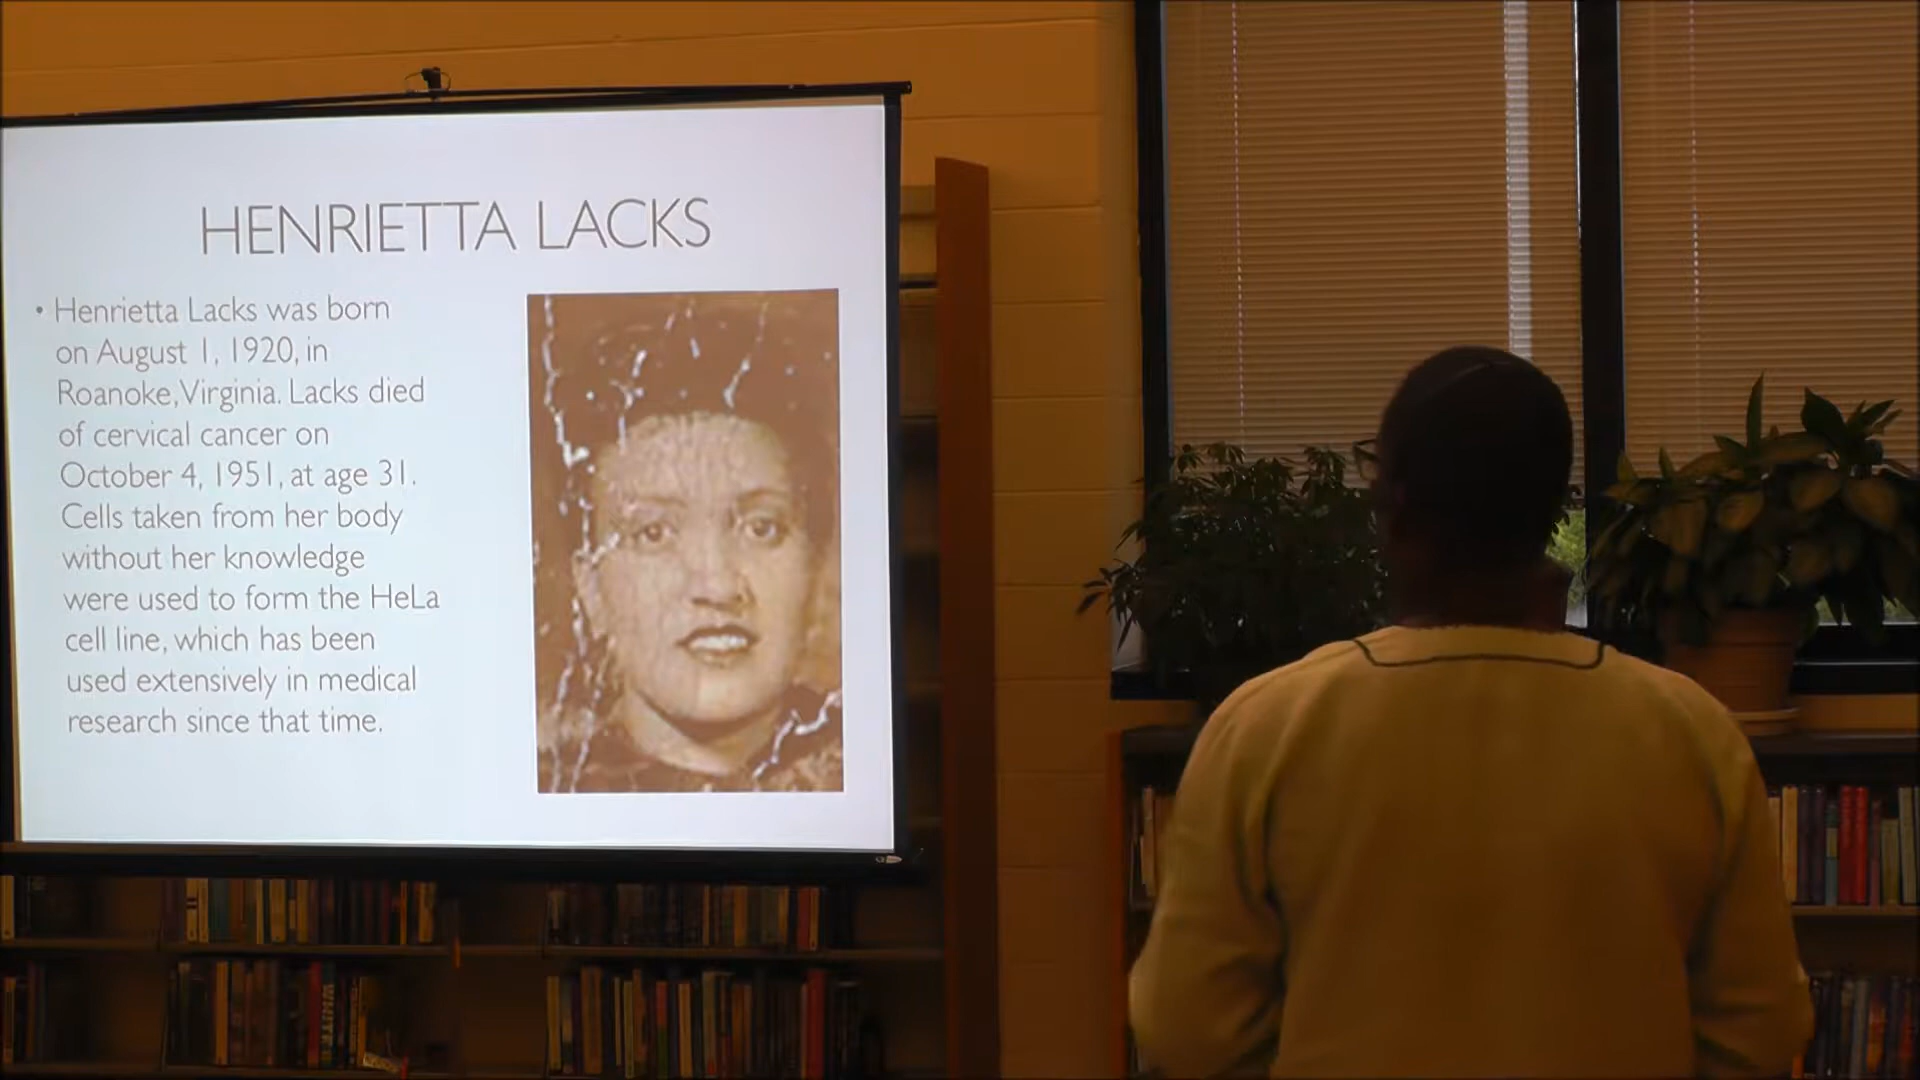 HENRIETTA LACKS
• Henrietta Lacks was born
on August 1, 1920, in
Roanoke, Virginia. Lacks died
of cervical cancer on
October 4, 1951, at age 31.
Cells taken from her body
without her knowledge
were used to form the HeLa
cell line, which has been
used extensively in medical
research since that time.